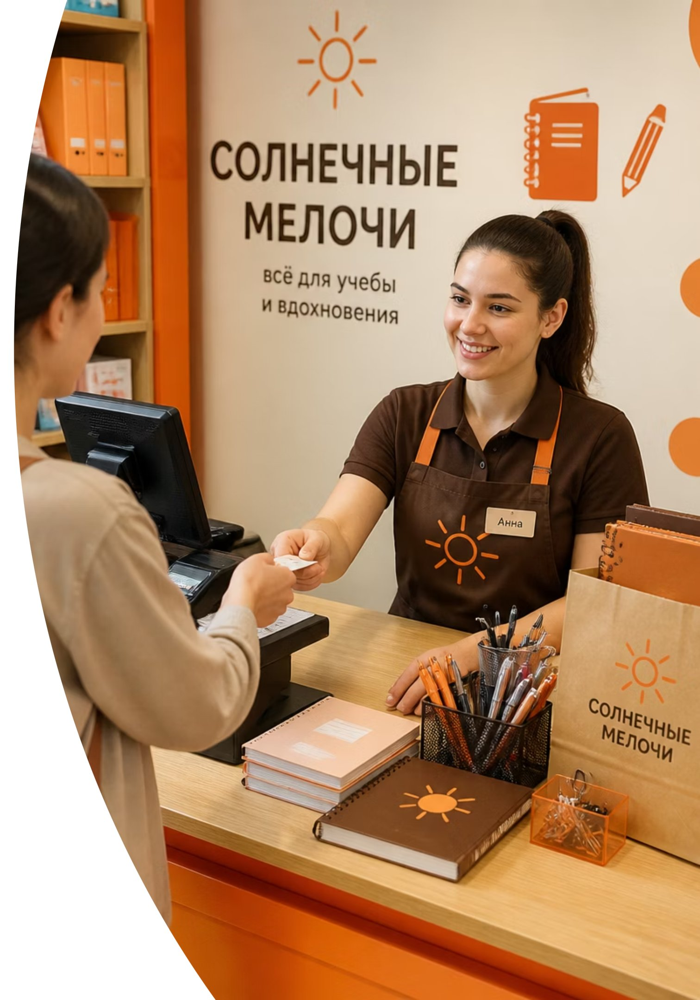 СОЛНЕЧНЫЕ
МЕЛОЧИ
всё для учебы
и вдохновения
Анна
СОЛНЕЧНЫЕ
МЕЛОЧИ